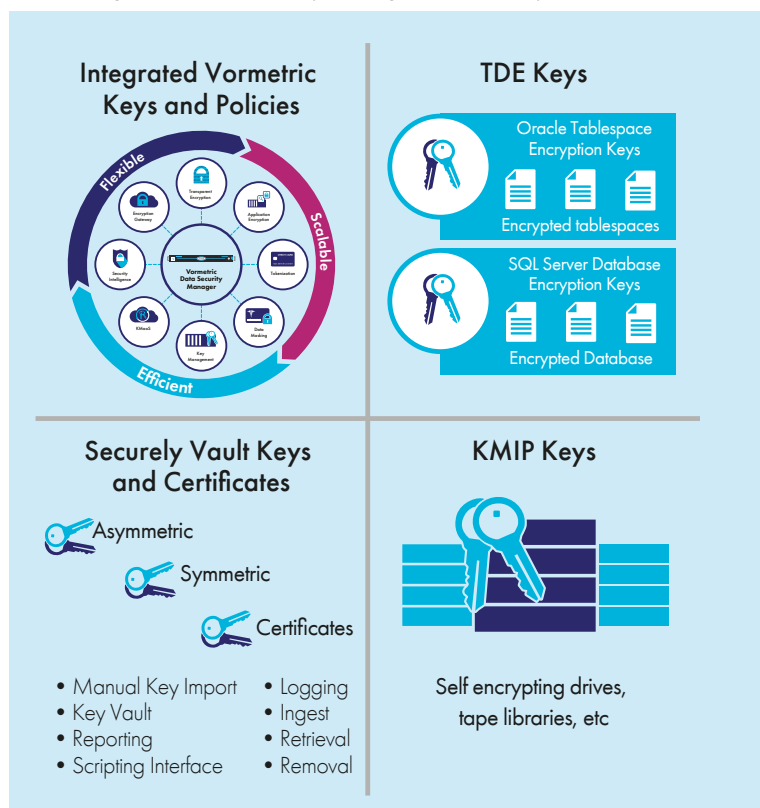 Integrated Vormetric
Keys and Policies
Flexible
Scalable
Efficient
Transparent
Encryption
Application
Encryption
Tokenization
Data
Masking
Key
Management
KMaaS
Security
Intelligence
Encryption
Gateway
Vormetric
Data Security
Manager
TDE Keys
Oracle Tablespace
Encryption Keys
Encrypted tablespaces
SQL Server Database
Encryption Keys
Encrypted Database
Securely Vault Keys
and Certificates
Asymmetric
Symmetric
Certificates
• Manual Key Import
• Key Vault
• Reporting
• Scripting Interface
• Logging
• Ingest
• Retrieval
• Removal
KMIP Keys
Self encrypting drives,
tape libraries, etc